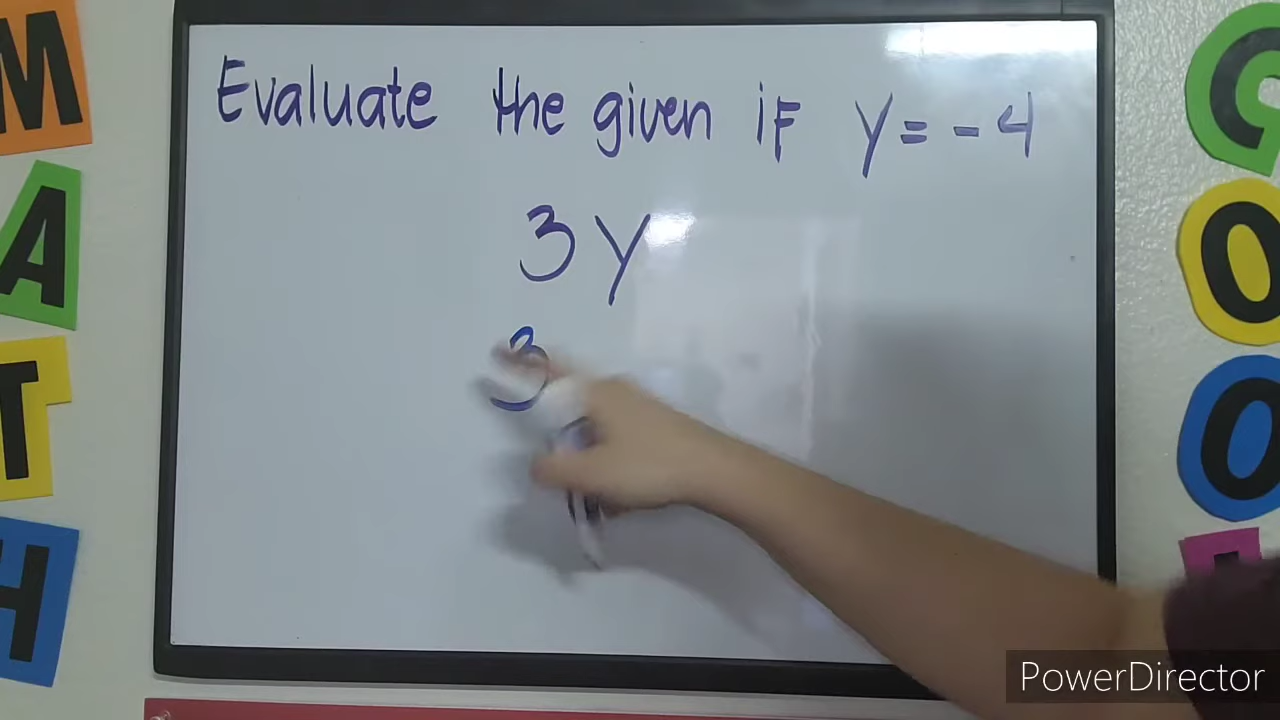 M
A
T
H
Evaluate the given if y = - 4
3y
3
G
O
O
PowerDirector